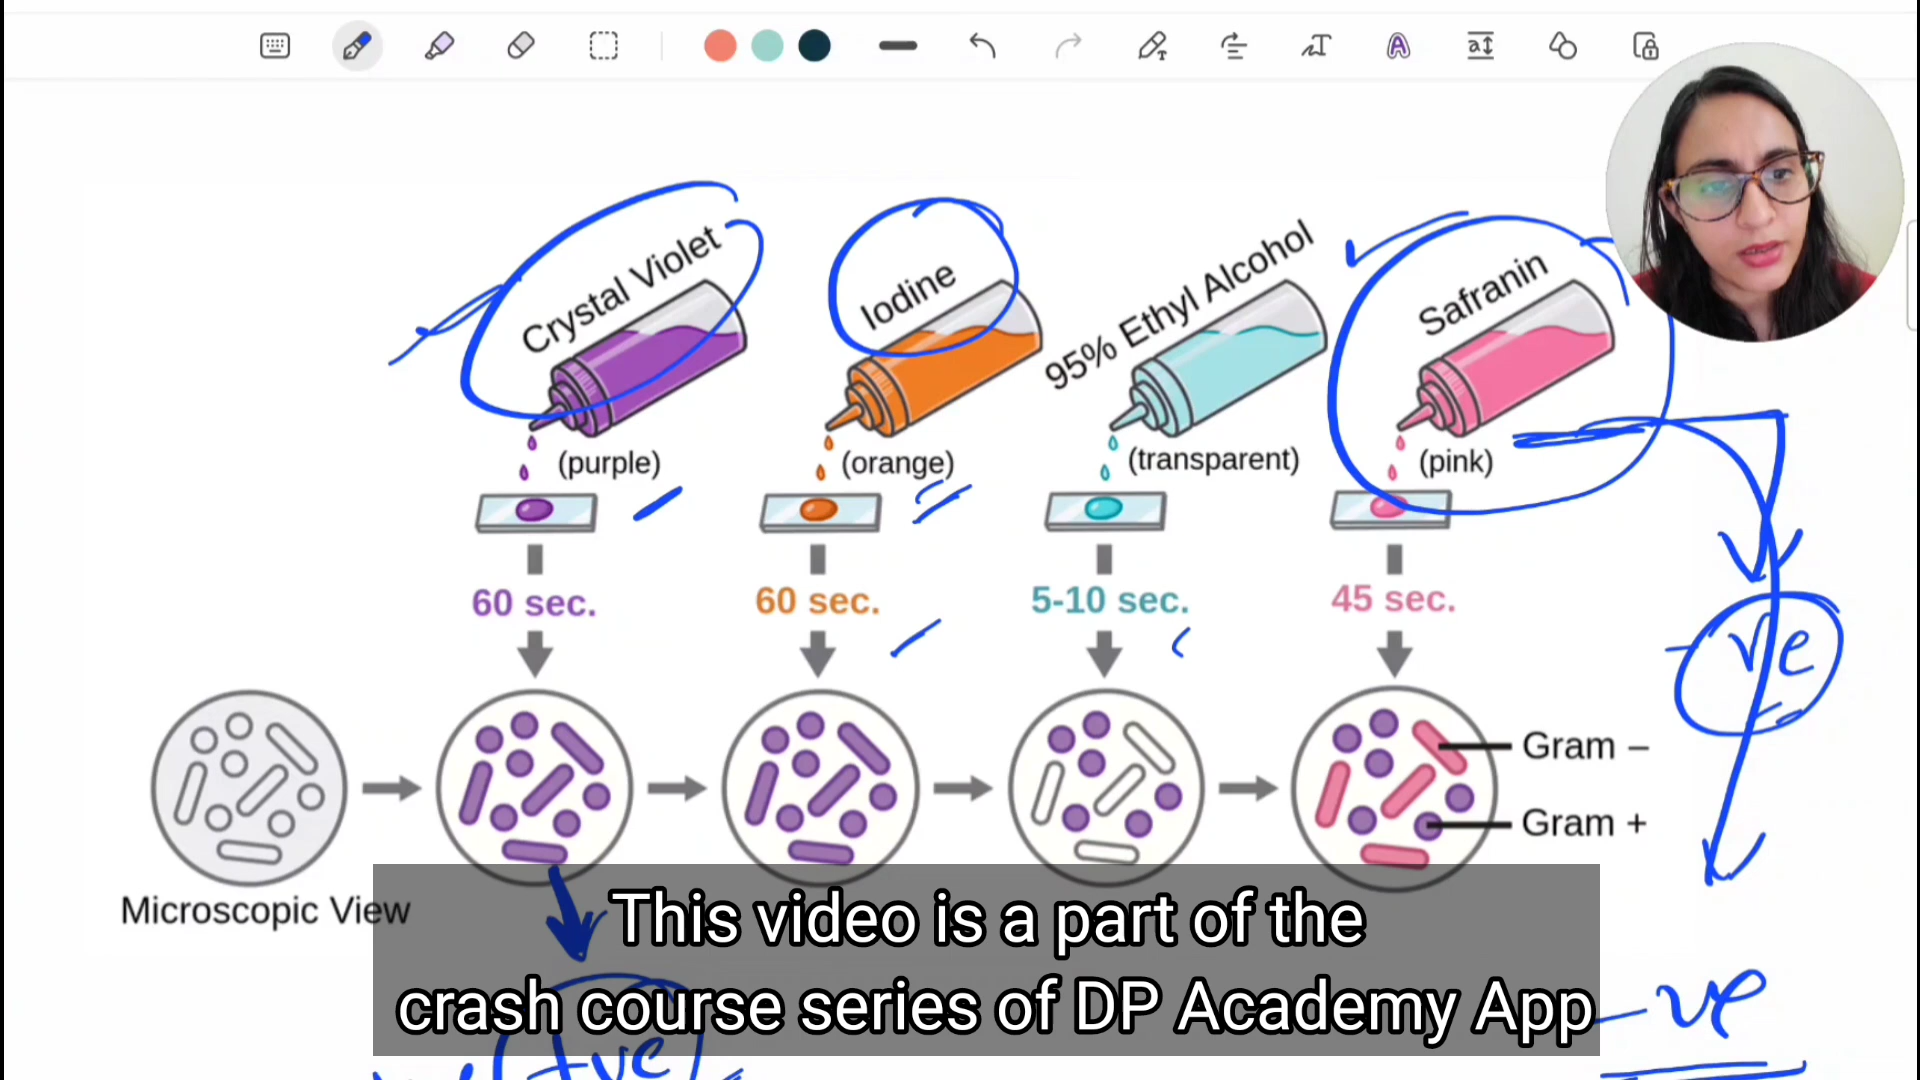 Crystal Violet
Iodine
95% Ethyl Alcohol
Safranin
(purple)
(orange)
(transparent)
(pink)
60 sec.
60 sec.
5-10 sec.
45 sec.
-ve
Gram –
Gram +
Microscopic View
This video is a part of the
crash course series of DP Academy App
-ve
+ve